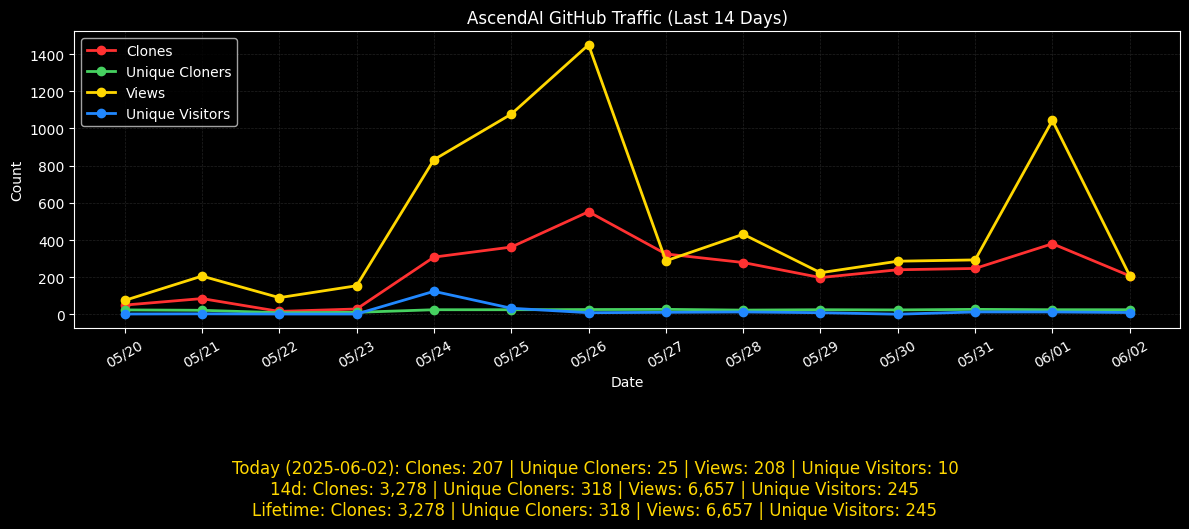 AscendAI GitHub Traffic (Last 14 Days)
Clones
Unique Cloners
Views
Unique Visitors
Count
1400
1200
1000
800
600
400
200
0
05/20 05/21 05/22 05/23 05/24 05/25 05/26 05/27 05/28 05/29 05/30 05/31 06/01 06/02
Date
Today (2025-06-02): Clones: 207 | Unique Cloners: 25 | Views: 208 | Unique Visitors: 10
14d: Clones: 3,278 | Unique Cloners: 318 | Views: 6,657 | Unique Visitors: 245
Lifetime: Clones: 3,278 | Unique Cloners: 318 | Views: 6,657 | Unique Visitors: 245